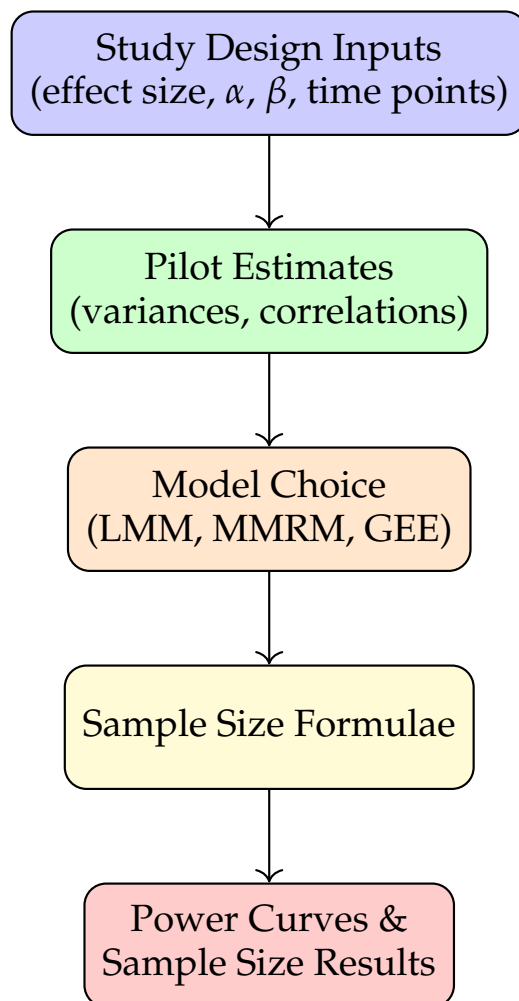 Study Design Inputs
(effect size, α, β, time points)
Pilot Estimates
(variances, correlations)
Model Choice
(LMM, MMRM, GEE)
Sample Size Formulae
Power Curves &
Sample Size Results